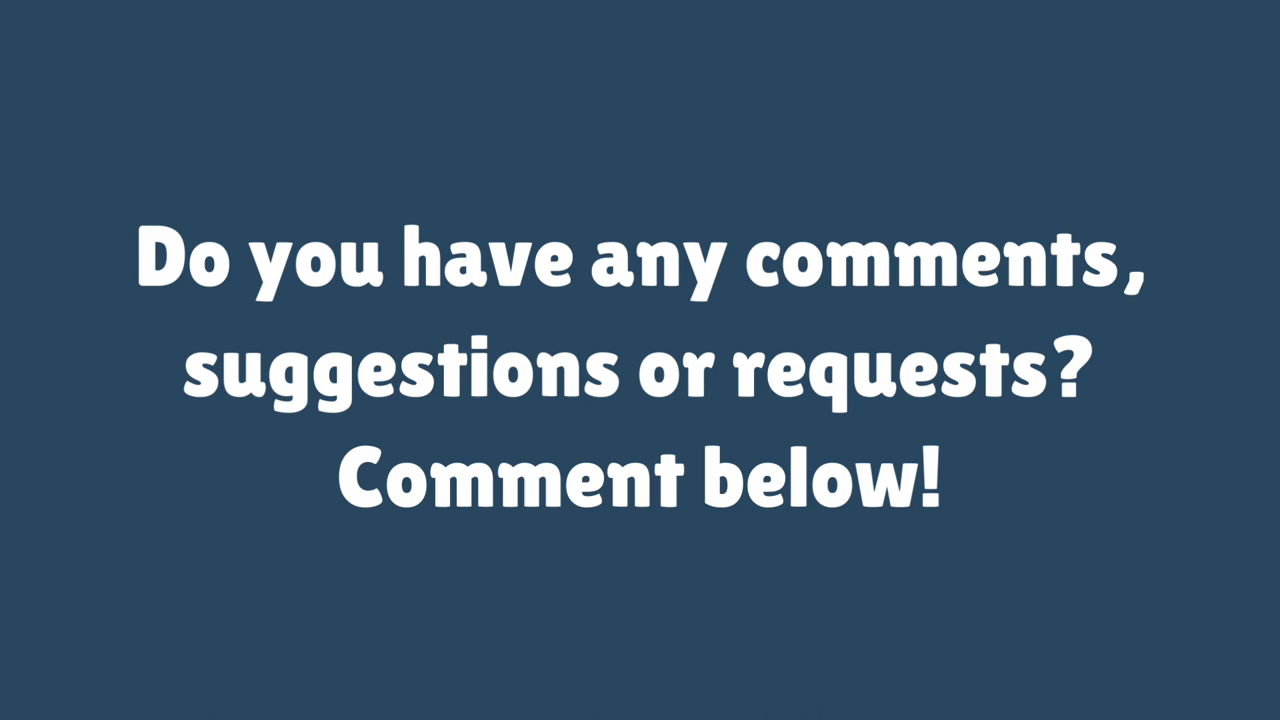 Do you have any comments,
suggestions or requests?
Comment below!